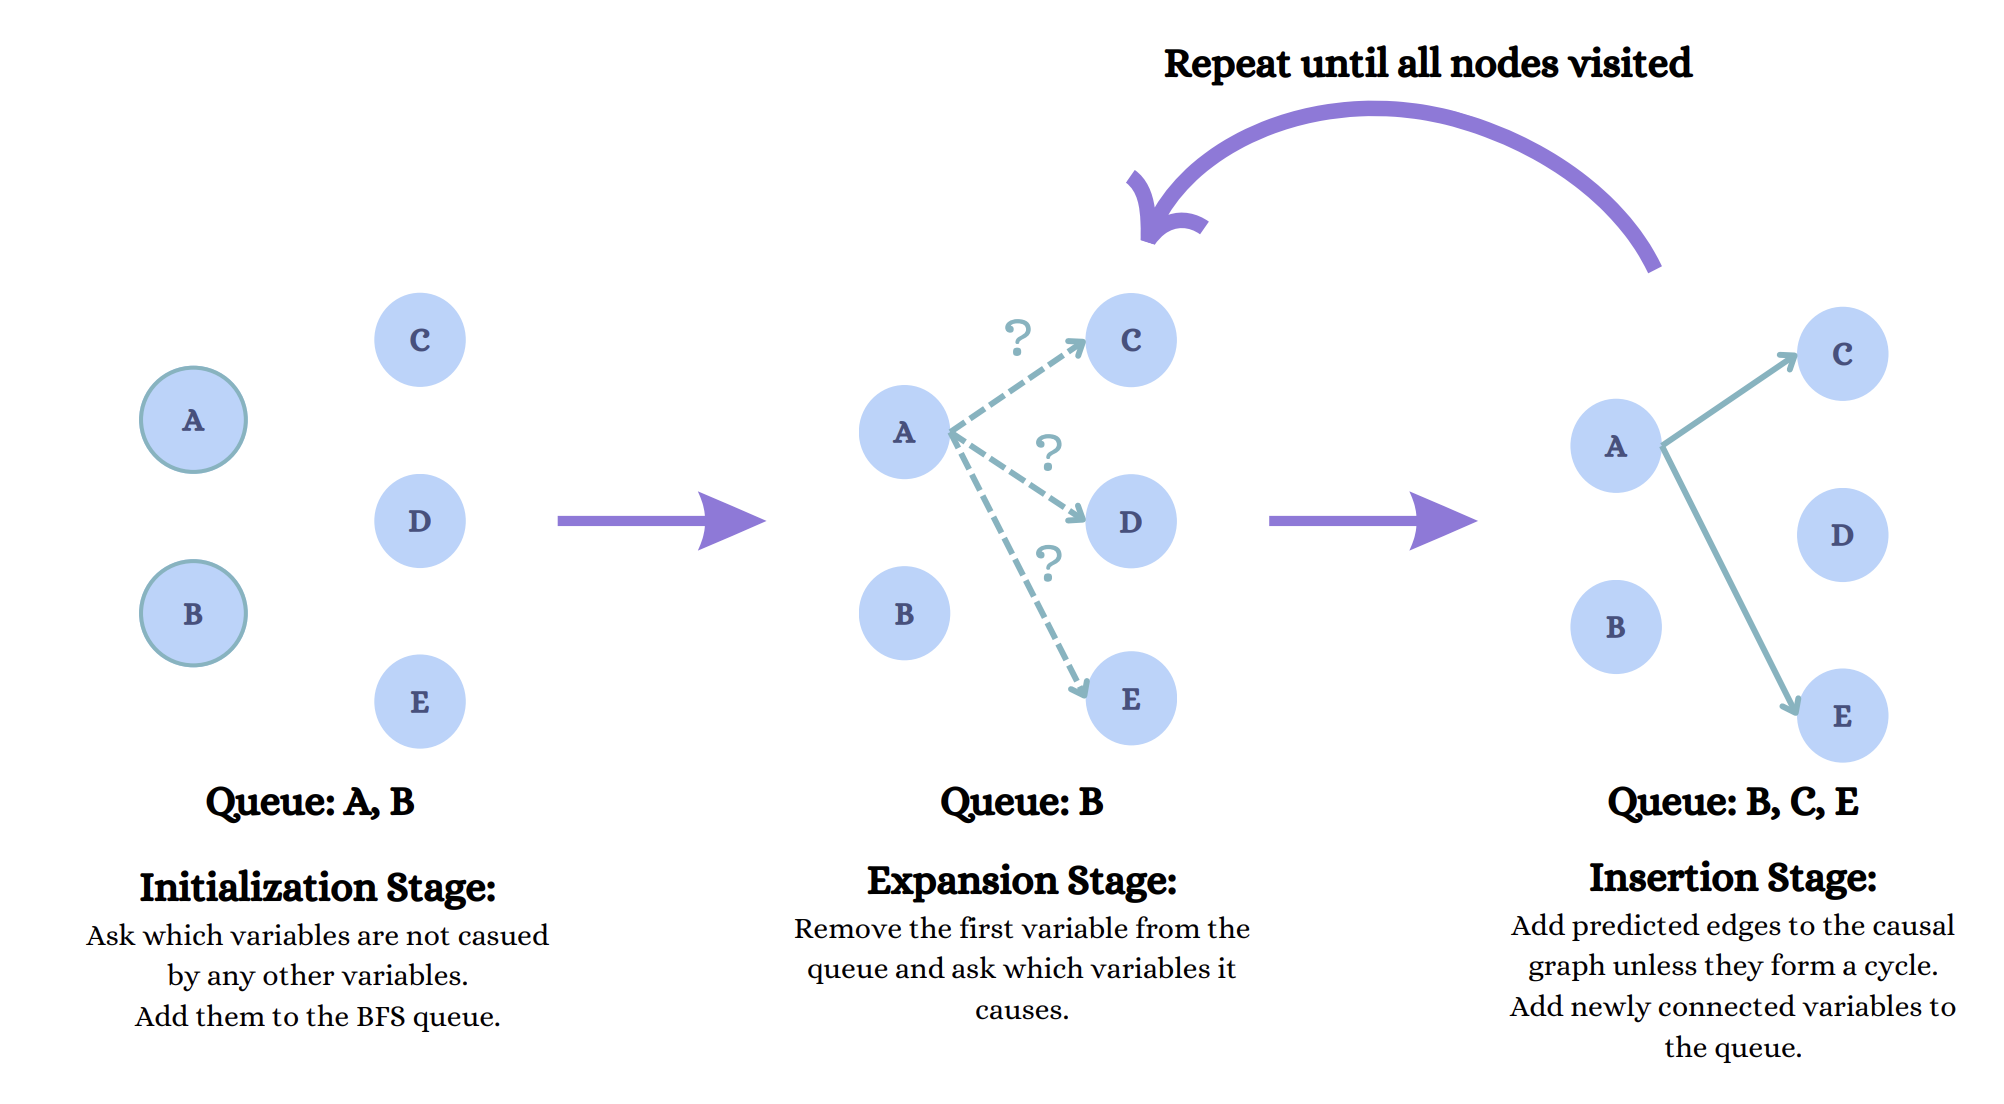 Repeat until all nodes visited
A
B
C
D
E
Queue: A, B
Initialization Stage:
Ask which variables are not casued
by any other variables.
Add them to the BFS queue.
?
?
?
A
B
C
D
E
Queue: B
Expansion Stage:
Remove the first variable from the
queue and ask which variables it
causes.
A
B
C
D
E
Queue: B, C, E
Insertion Stage:
Add predicted edges to the causal
graph unless they form a cycle.
Add newly connected variables to
the queue.